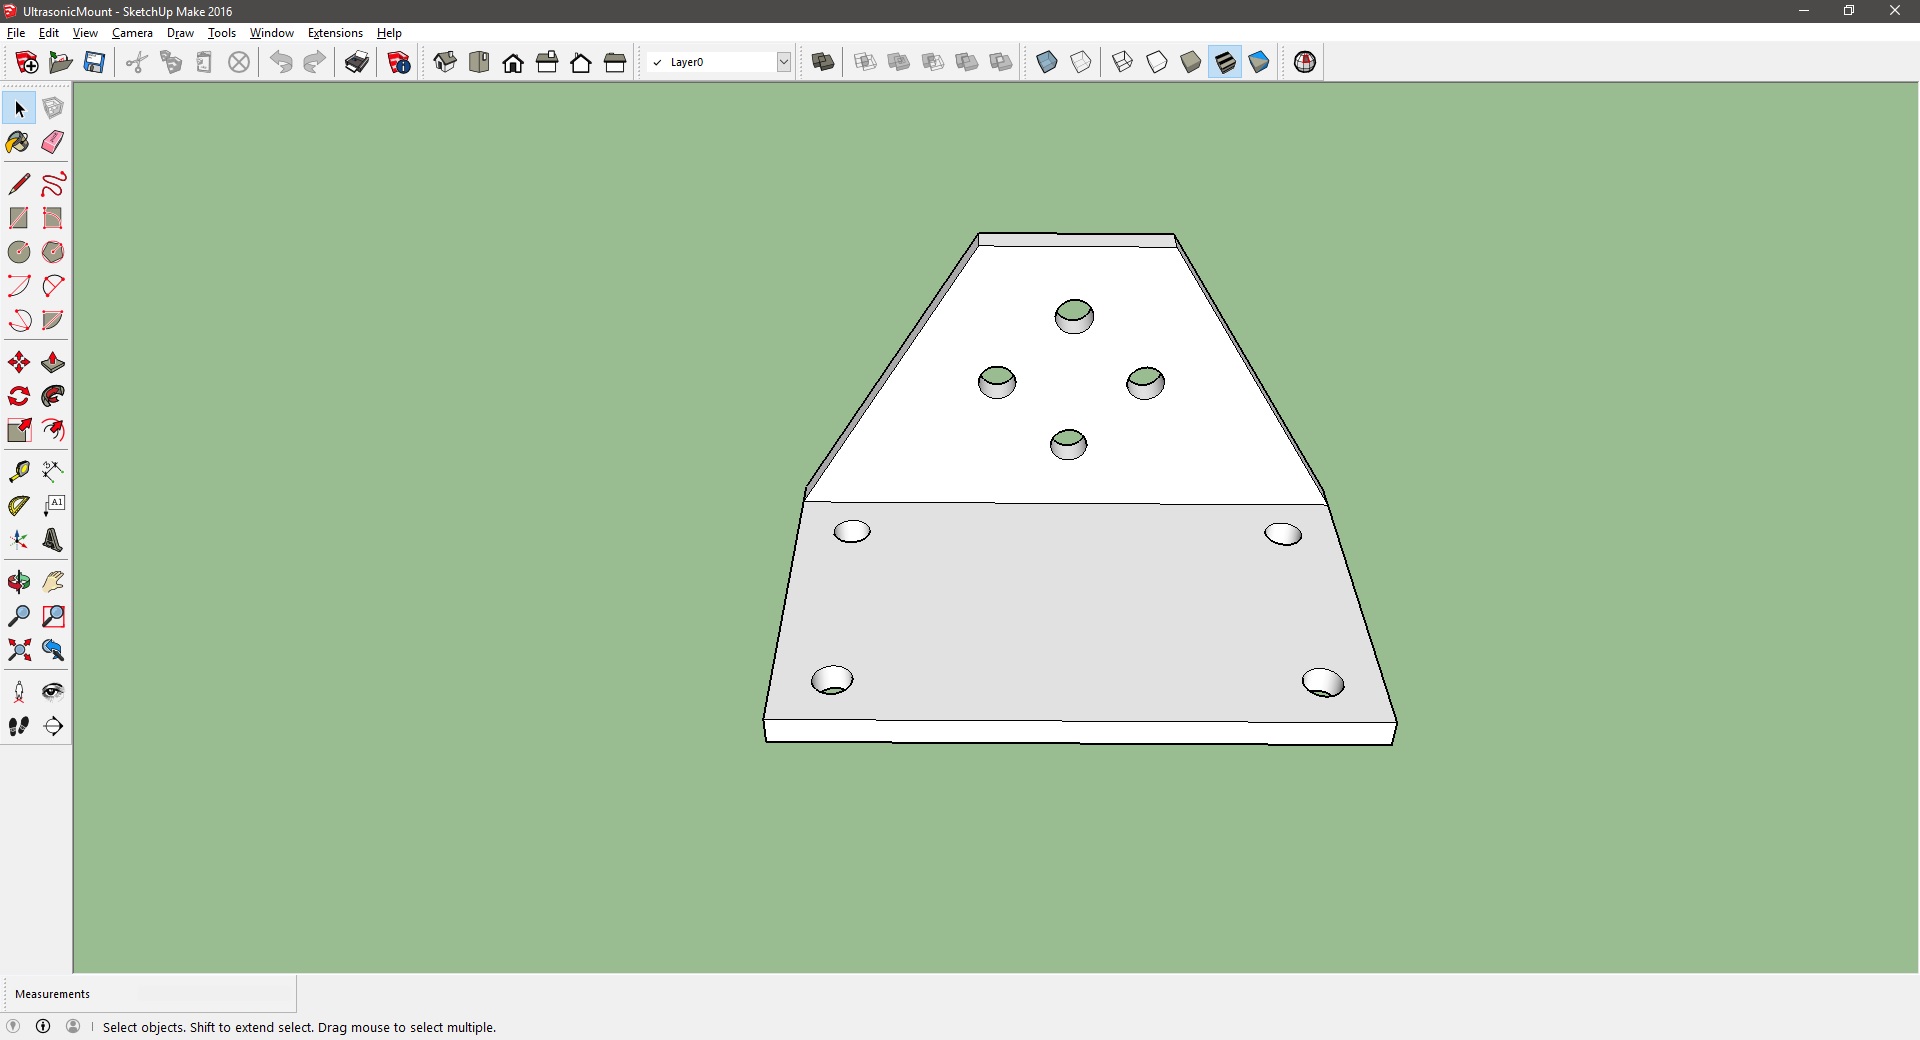 UltrasonicMount - SketchUp Make 2016
File Edit View Camera Draw Tools Window Extensions Help
Layer0
A1
Measurements
Select objects. Shift to extend select. Drag mouse to select multiple.